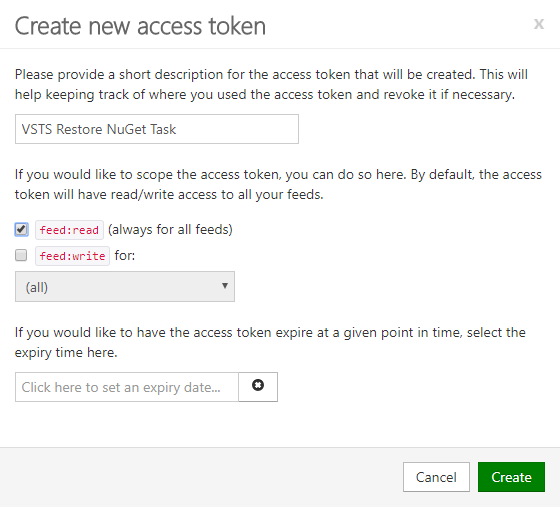 Create new access token
x
Please provide a short description for the access token that will be created. This will
help keeping track of where you used the access token and revoke it if necessary.
VSTS Restore NuGet Task
If you would like to scope the access token, you can do so here. By default, the access
token will have read/write access to all your feeds.
feed:read (always for all feeds)
feed:write for:
(all)
If you would like to have the access token expire at a given point in time, select the
expiry time here.
Click here to set an expiry date...
Cancel Create